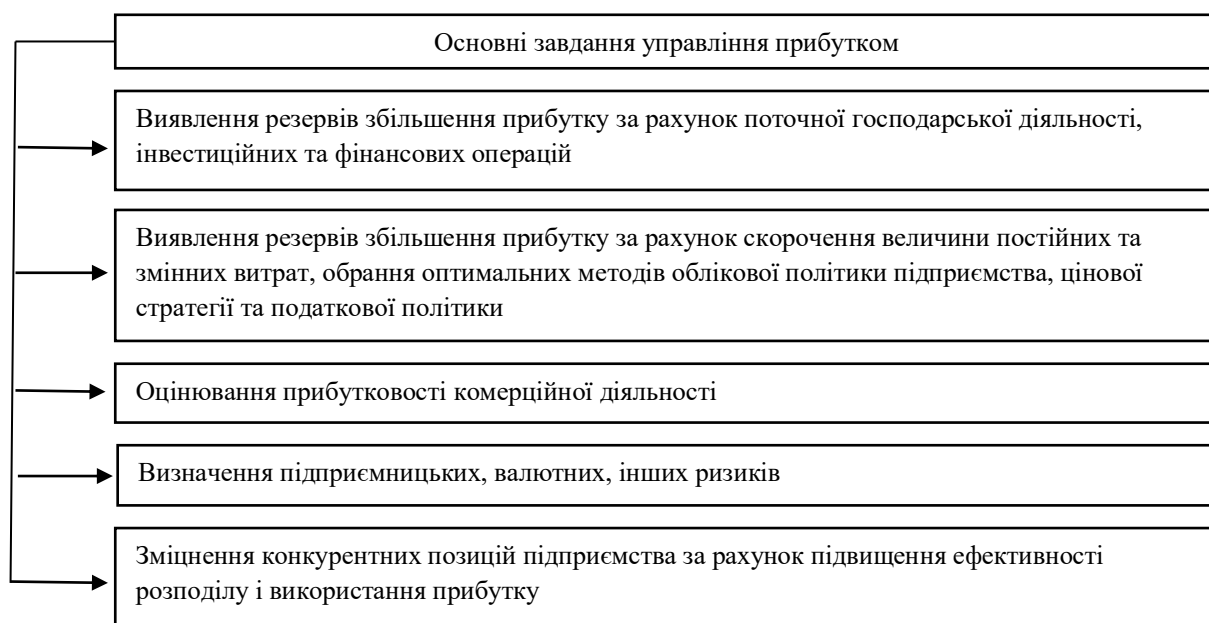 Основні завдання управління прибутком
Виявлення резервів збільшення прибутку за рахунок поточної господарської діяльності,
інвестиційних та фінансових операцій
Виявлення резервів збільшення прибутку за рахунок скорочення величини постійних та
змінних витрат, обрання оптимальних методів облікової політики підприємства, цінової
стратегії та податкової політики
Оцінювання прибутковості комерційної діяльності
Визначення підприємницьких, валютних, інших ризиків
Зміцнення конкурентних позицій підприємства за рахунок підвищення ефективності
розподілу і використання прибутку